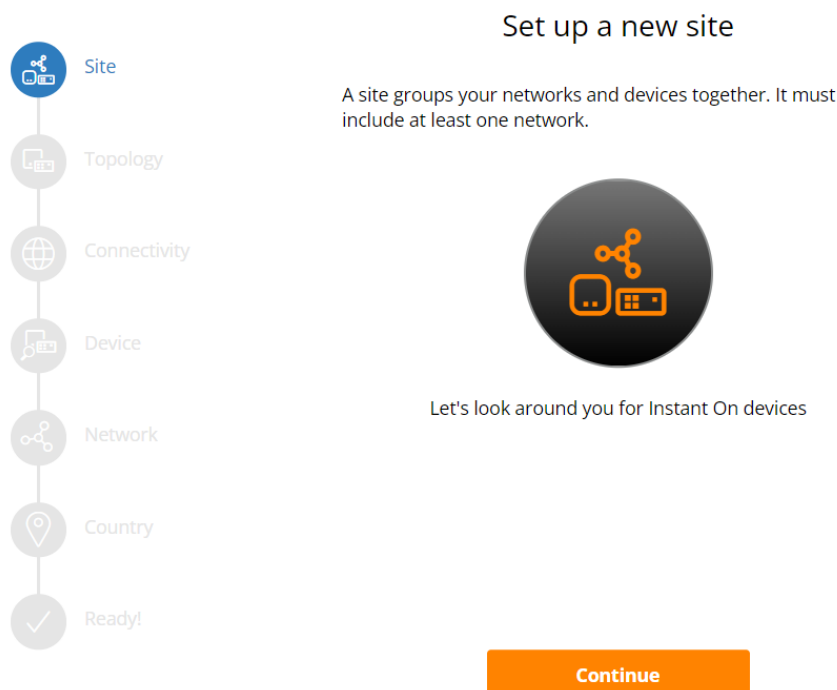 Set up a new site
Site
A site groups your networks and devices together. It must
include at least one network.
Topology
Connectivity
Device
Let's look around you for Instant On devices
Network
Country
Ready!
Continue